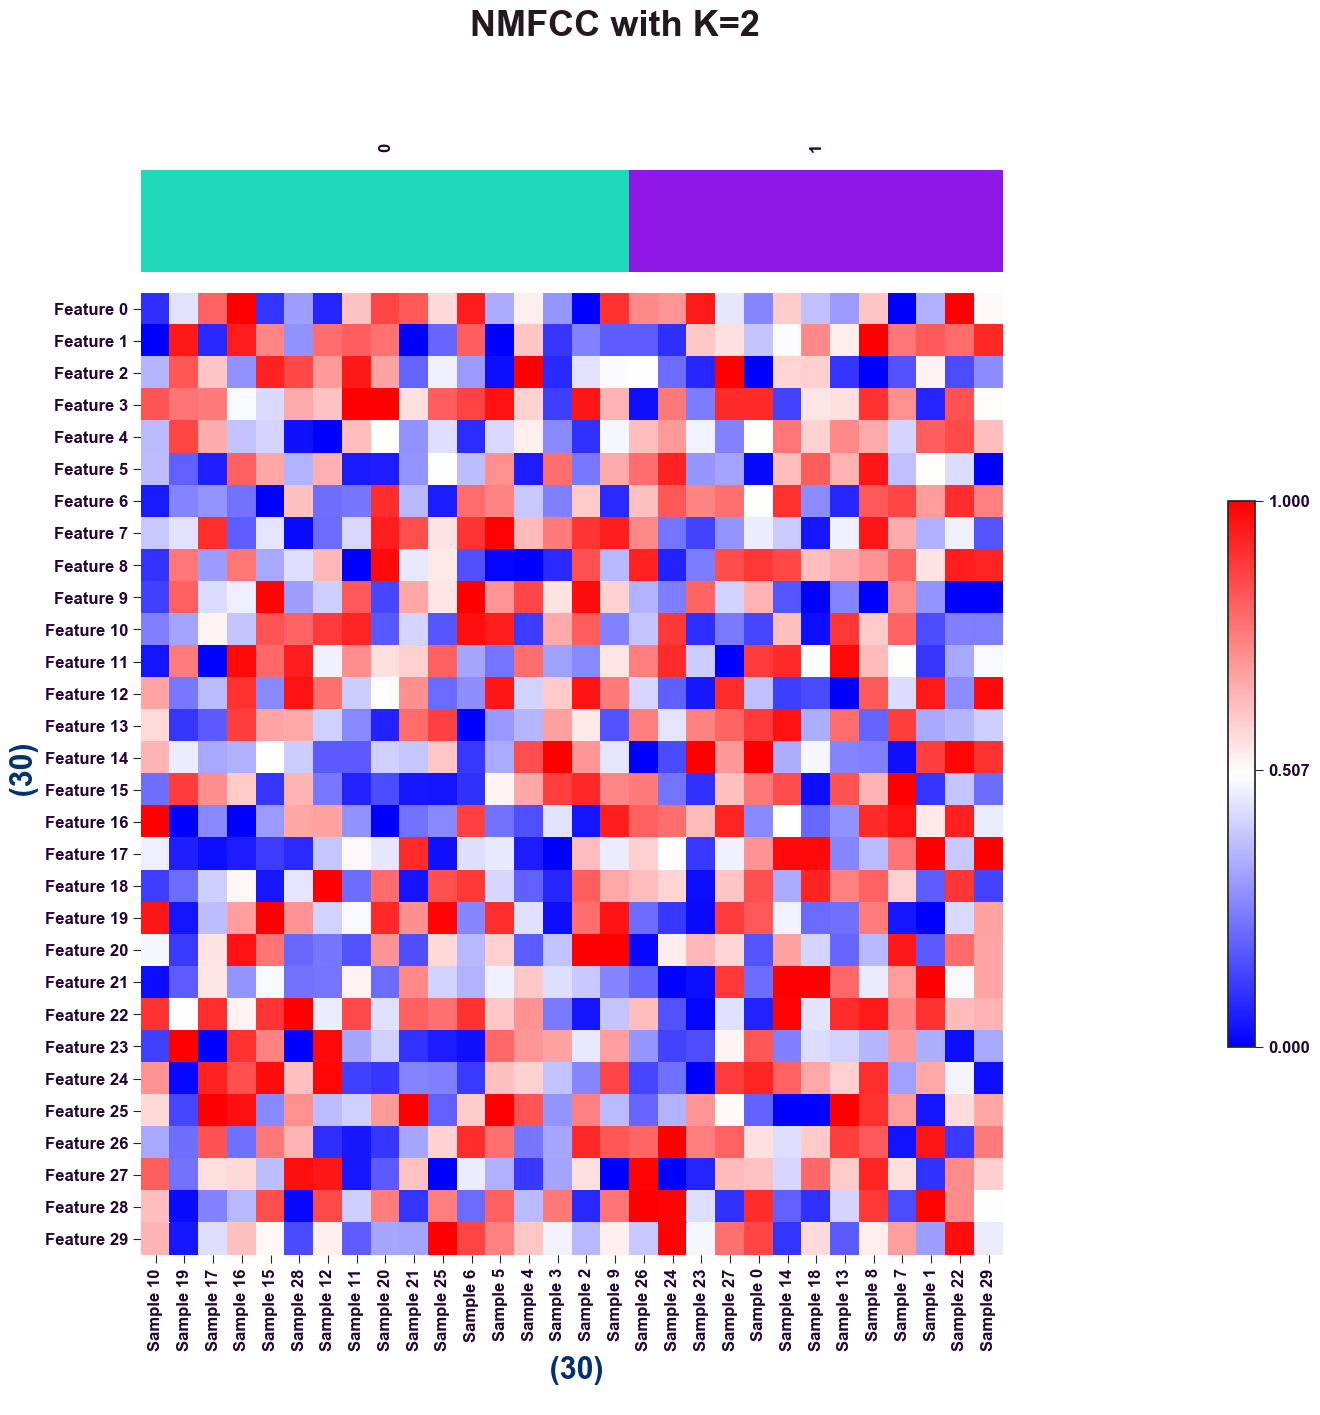 NMFCC with K=2
0
1
Feature 0
Feature 1
Feature 2
Feature 3
Feature 4
Feature 5
Feature 6
Feature 7
Feature 8
Feature 9
Feature 10
Feature 11
Feature 12
Feature 13
Feature 14
Feature 15
Feature 16
Feature 17
Feature 18
Feature 19
Feature 20
Feature 21
Feature 22
Feature 23
Feature 24
Feature 25
Feature 26
Feature 27
Feature 28
Feature 29
(30)
Sample 10
Sample 19
Sample 17
Sample 16
Sample 15
Sample 28
Sample 12
Sample 11
Sample 20
Sample 21
Sample 25
Sample 6
Sample 5
Sample 4
Sample 3
Sample 2
Sample 9
Sample 26
Sample 24
Sample 23
Sample 27
Sample 0
Sample 14
Sample 18
Sample 13
Sample 8
Sample 7
Sample 1
Sample 22
Sample 29
(30)
1.000
0.507
0.000